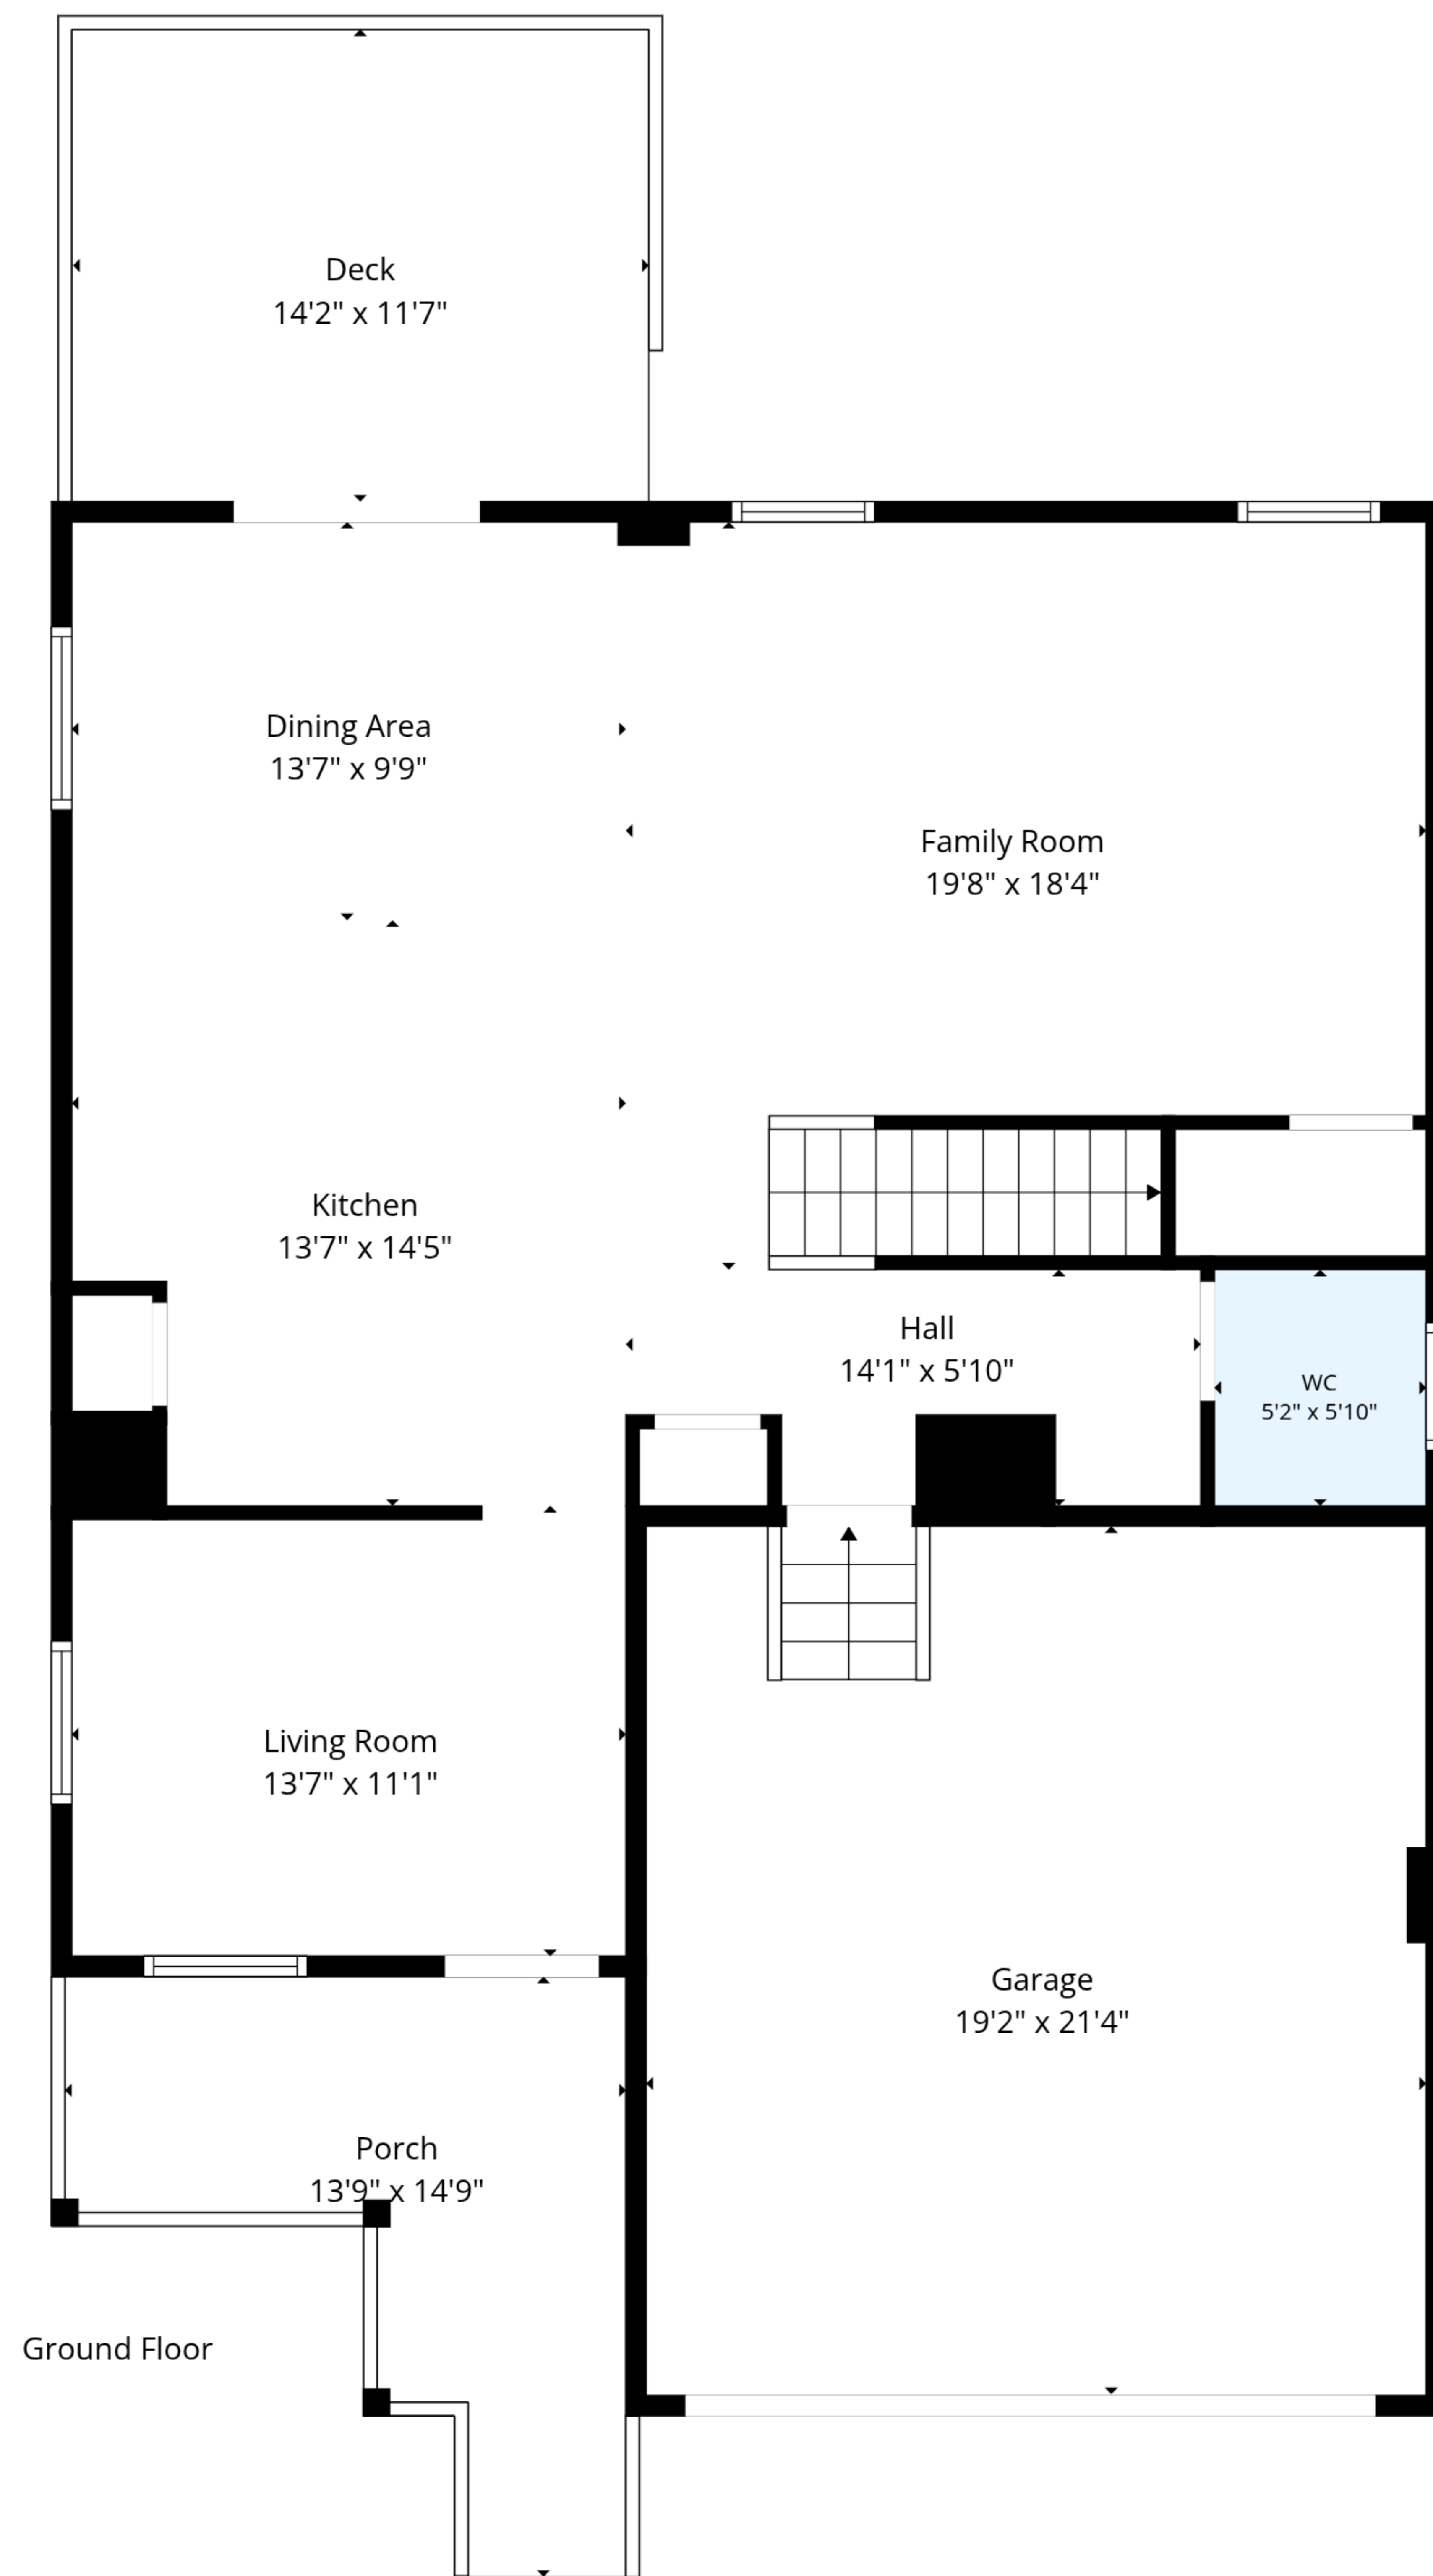 Deck
14'2" x 11'7"
Dining Area
13'7" x 9'9"
Family Room
19'8" x 18'4"
Kitchen
13'7" x 14'5"
Hall
14'1" x 5'10"
WC
5'2" x 5'10"
Living Room
13'7" x 11'1"
Garage
19'2" x 21'4"
Porch
13'9" x 14'9"
Ground Floor